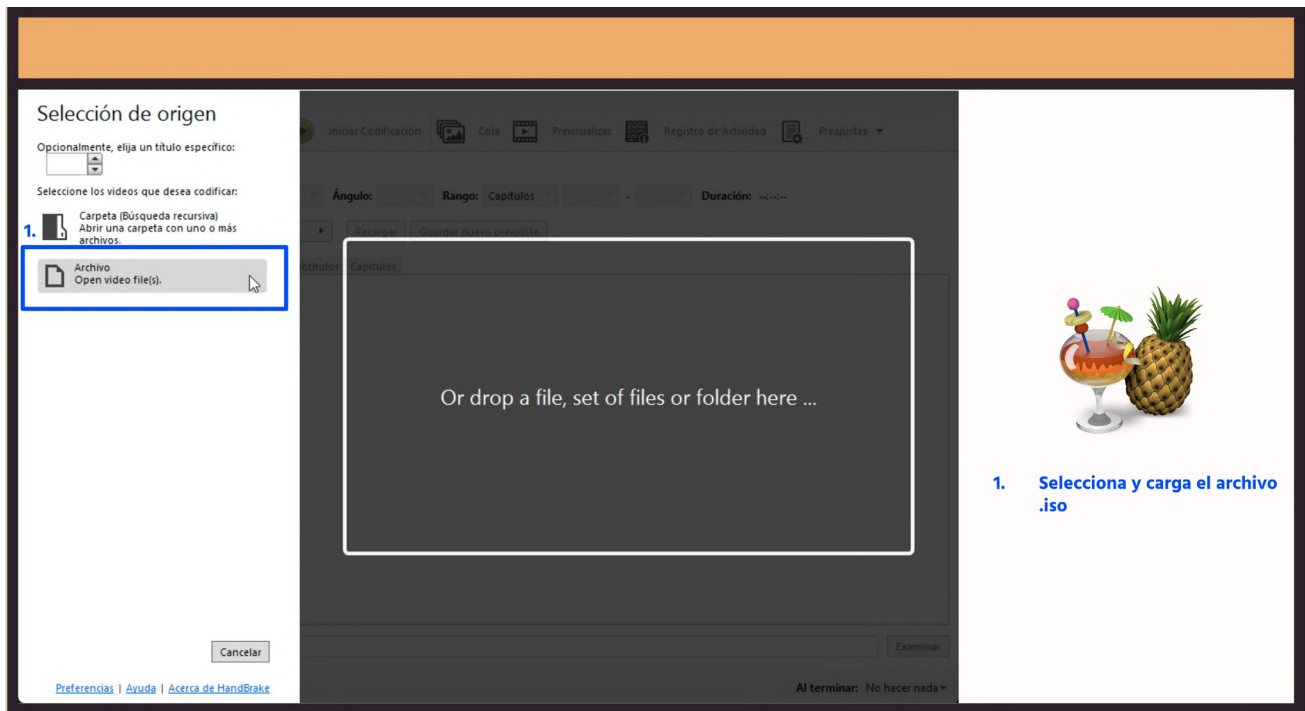 Selección de origen
Opcionalmente, elija un título específico:
Seleccione los videos que desea codificar:
1.
Carpeta (Búsqueda recursiva)
Abrir una carpeta con uno o más
archivos.
Archivo
Open video file(s).
Cancelar
Preferencias | Ayuda | Acerca de HandBrake
Iniciar Codificación Cola Previsualizar Registro de Actividad Preajustes
Ángulo: Rango: Capítulos - Duración: --:--:--
Recargar Guardar nuevo preajuste
Capítulos
Or drop a file, set of files or folder here ...
Examinar
Al terminar: No hacer nada
1. Selecciona y carga el archivo
.iso